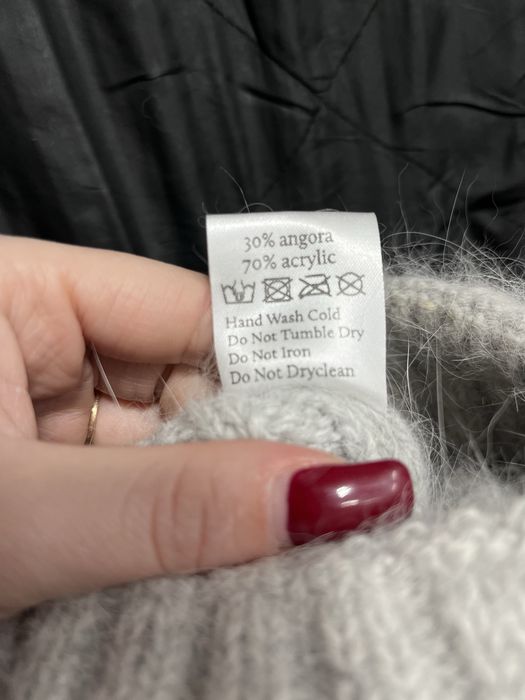 30% angora
70% acrylic
Hand Wash Cold
Do Not Tumble Dry
Do Not Iron
Do Not Dryclean